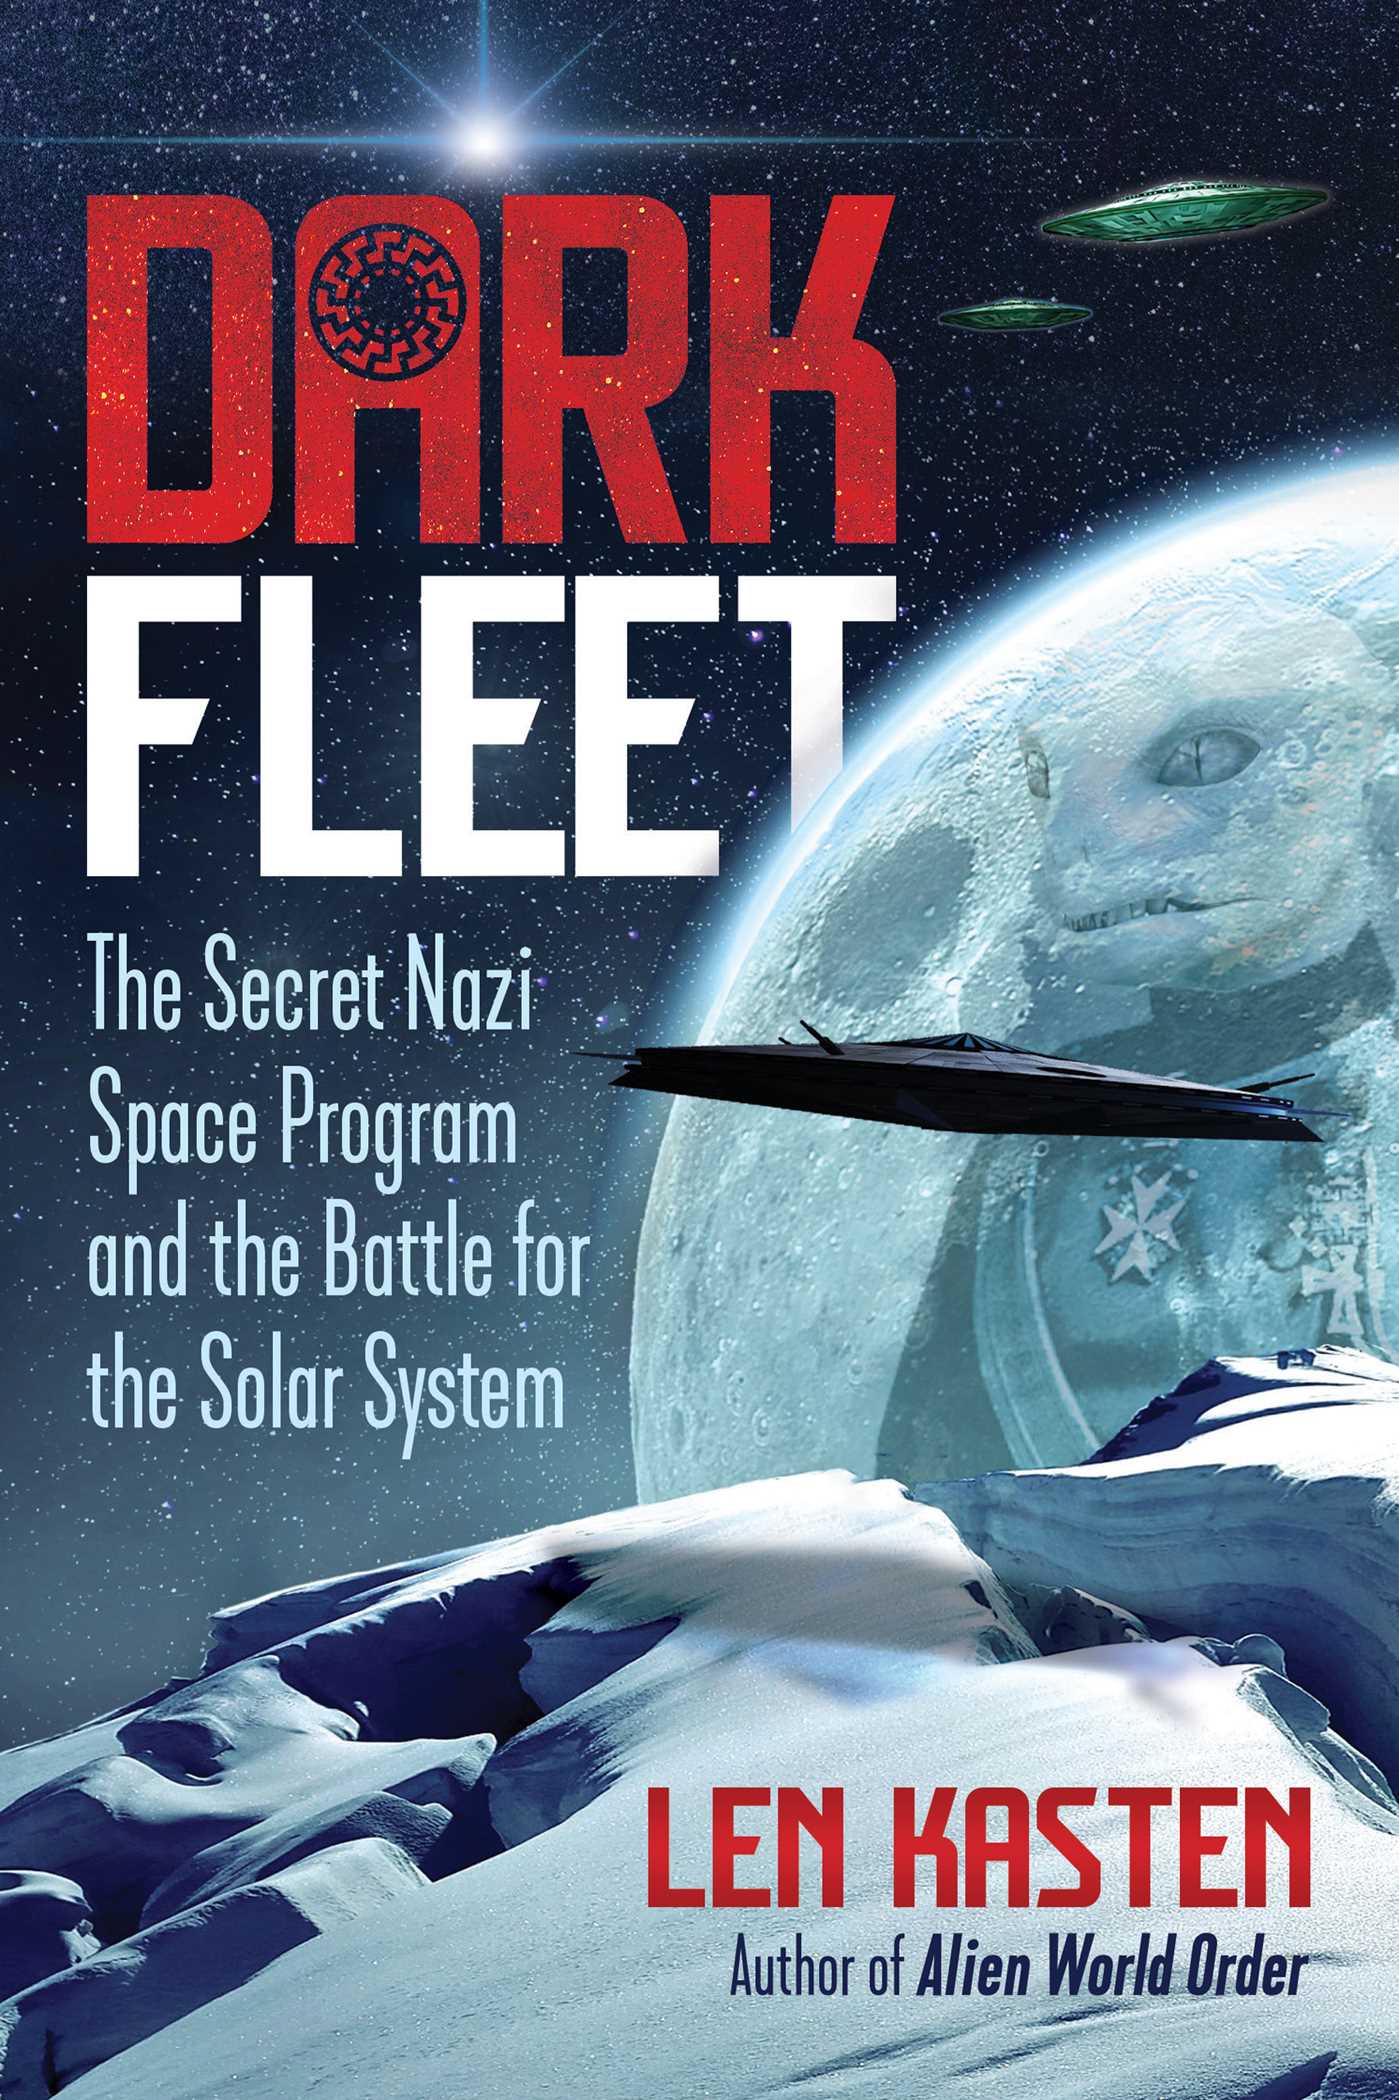 DARK
FLEET
The Secret Nazi
Space Program
and the Battle for
the Solar System
LEN KASTEN
Author of Alien World Order